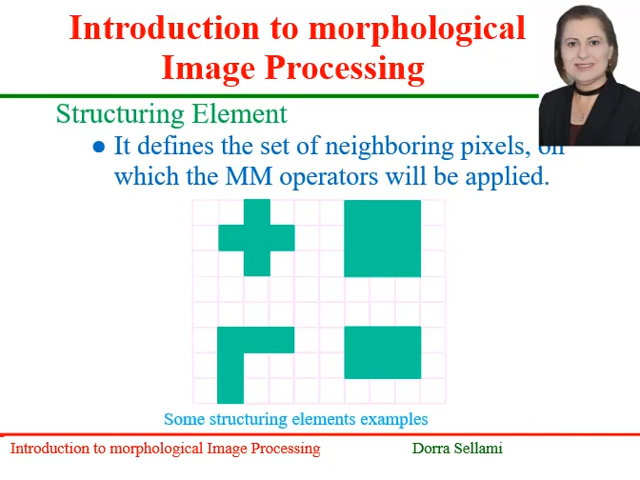 Introduction to morphological
Image Processing
Structuring Element
● It defines the set of neighboring pixels, on
which the MM operators will be applied.
Some structuring elements examples
Introduction to morphological Image Processing
Dorra Sellami